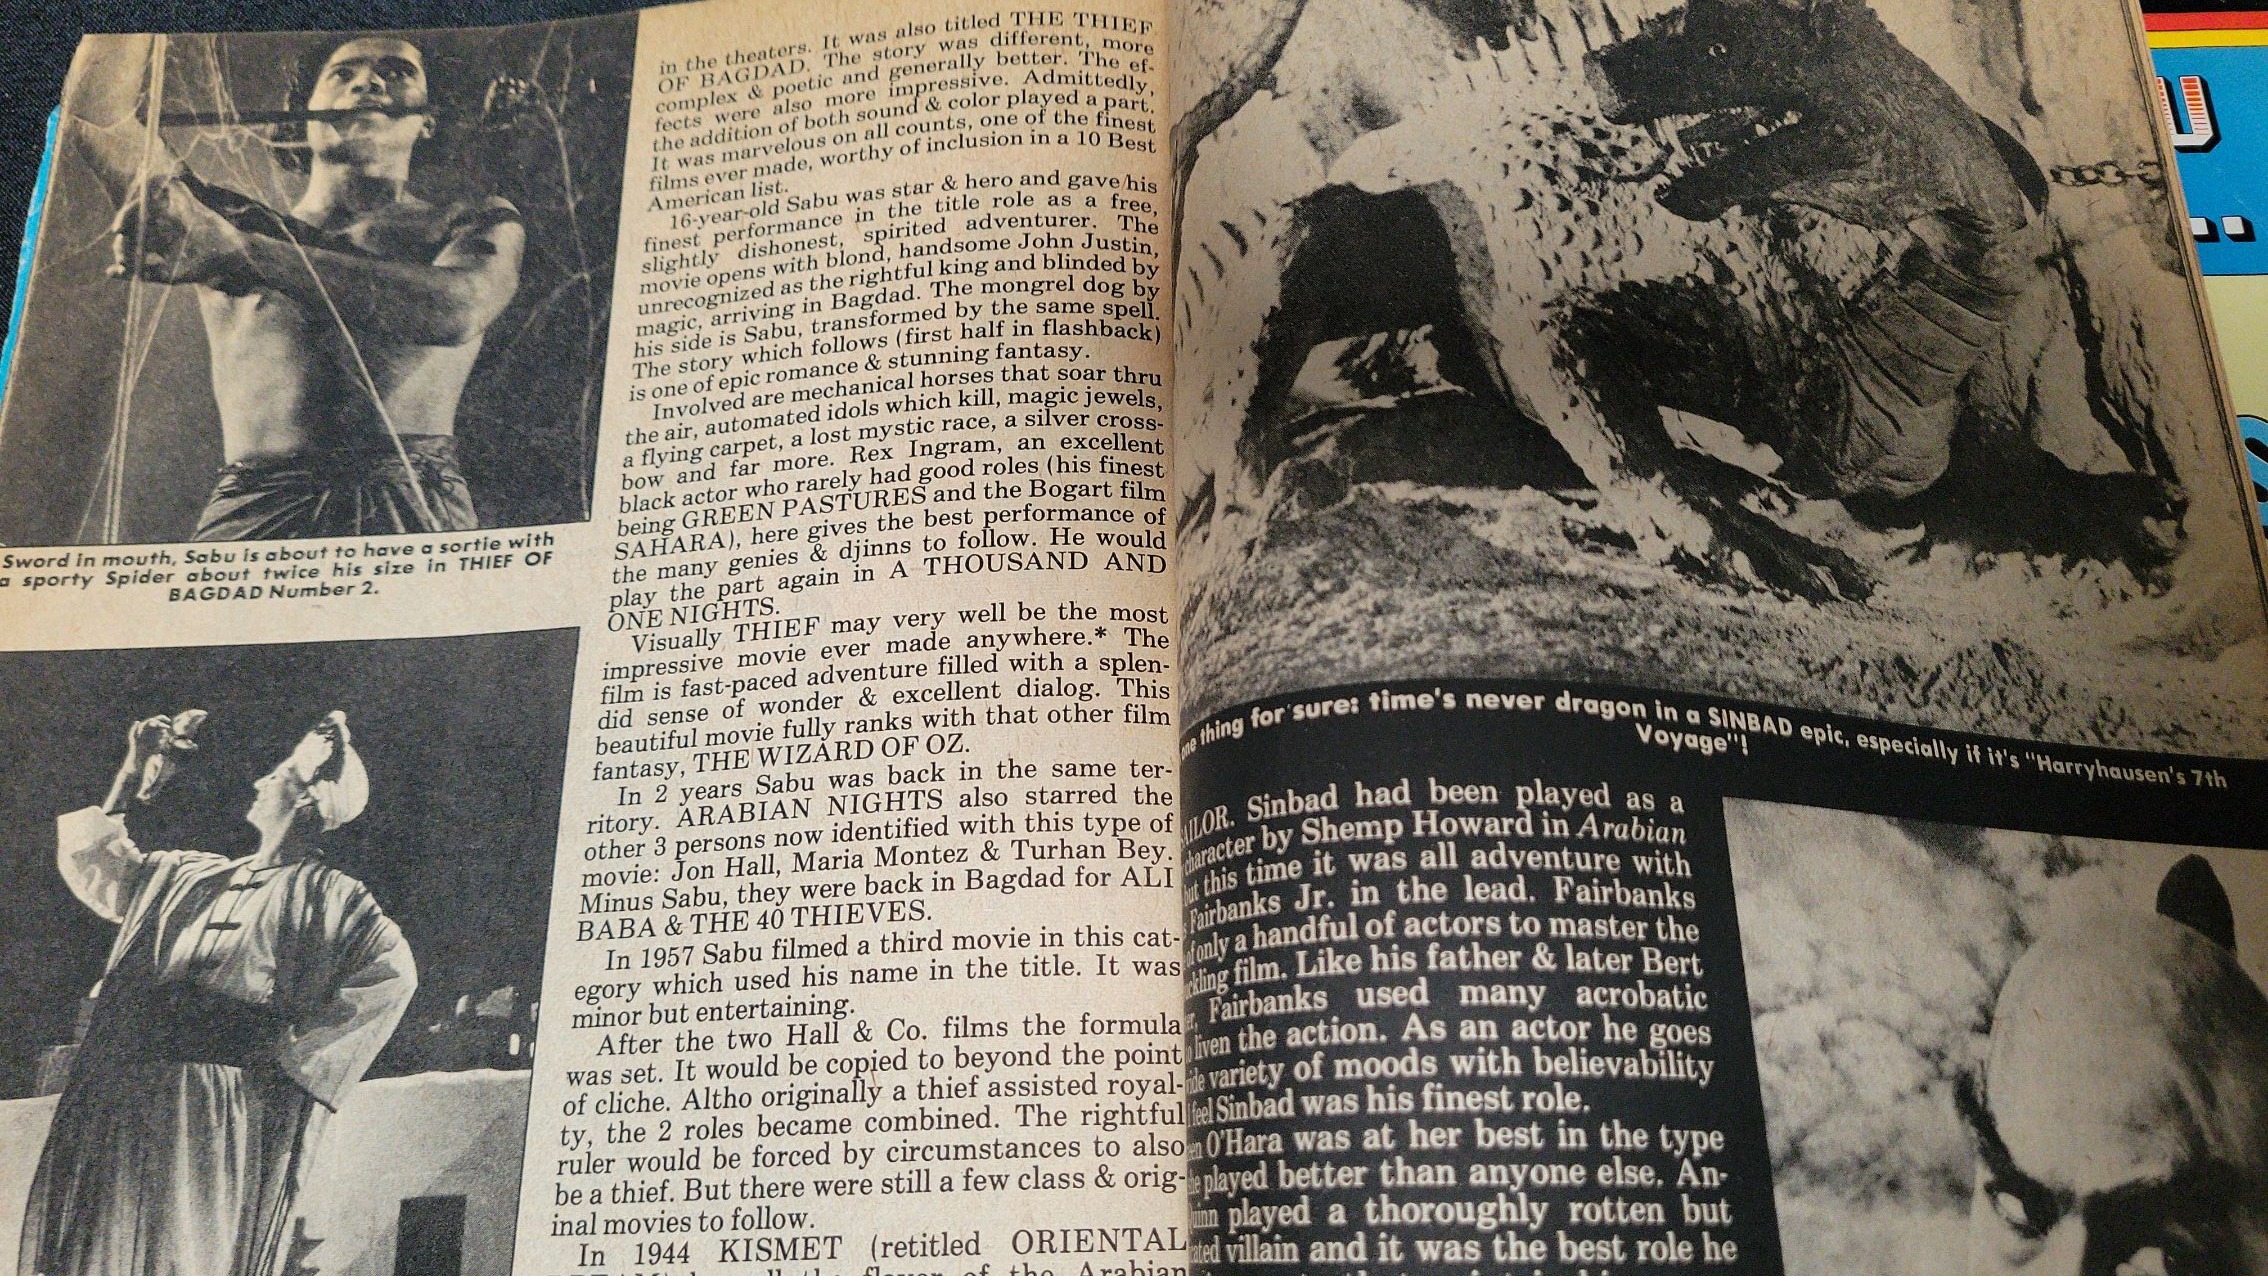 Sword in mouth, Sabu is about to have a sortie with
a sporty Spider about twice his size in THIEF OF
BAGDAD Number 2.
in the theaters. It was also titled THE THIEF
OF BAGDAD. The story was different, more
complex & poetic and generally better. The ef-
fects were also more impressive. Admittedly,
the addition of both sound & color played a part.
It was marvelous on all counts, one of the finest
films ever made, worthy of inclusion in a 10 Best
American list.
16-year-old Sabu was star & hero and gave his
finest performance in the title role as a free,
slightly dishonest, spirited adventurer. The
movie opens with blond, handsome John Justin,
unrecognized as the rightful king and blinded by
magic, arriving in Bagdad. The mongrel dog by
his side is Sabu, transformed by the same spell.
The story which follows (first half in flashback)
is one of epic romance & stunning fantasy.
Involved are mechanical horses that soar thru
the air, automated idols which kill, magic jewels,
a flying carpet, a lost mystic race, a silver cross-
bow and far more. Rex Ingram, an excellent
black actor who rarely had good roles (his finest
being GREEN PASTURES and the Bogart film
SAHARA), here gives the best performance of
the many genies & djinns to follow. He would
play the part again in A THOUSAND AND
ONE NIGHTS.
Visually THIEF may very well be the most
impressive movie ever made anywhere.* The
film is fast-paced adventure filled with a splen-
did sense of wonder & excellent dialog. This
beautiful movie fully ranks with that other film
fantasy, THE WIZARD OF OZ.
In 2 years Sabu was back in the same ter-
ritory. ARABIAN NIGHTS also starred the
other 3 persons now identified with this type of
movie: Jon Hall, Maria Montez & Turhan Bey.
Minus Sabu, they were back in Bagdad for ALI
BABA & THE 40 THIEVES.
In 1957 Sabu filmed a third movie in this cat-
egory which used his name in the title. It was
minor but entertaining.
After the two Hall & Co. films the formula
was set. It would be copied to beyond the point
of cliche. Altho originally a thief assisted royal-
ty, the 2 roles became combined. The rightful
ruler would be forced by circumstances to also
be a thief. But there were still a few class & orig-
inal movies to follow.
In 1944 KISMET (retitled ORIENTAL
of the Arabian
thing for sure: time's never dragon in a SINBAD epic, especially if it's "Harryhausen's 7th
Voyage"!
Sinbad had been played as a
character by Shemp Howard in Arabian
this time it was all adventure with
Fairbanks Jr. in the lead. Fairbanks
only a handful of actors to master the
film. Like his father & later Bert
Fairbanks used many acrobatic
liven the action. As an actor he goes
variety of moods with believability
feel Sinbad was his finest role.
O'Hara was at her best in the type
played better than anyone else. An-
played a thoroughly rotten but
villain and it was the best role he